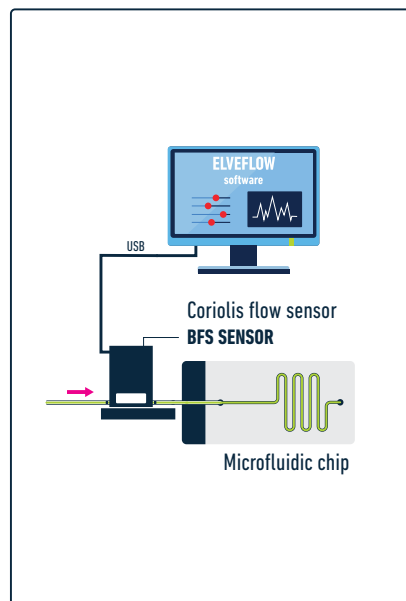 ELVEFLOW
software
USB
Coriolis flow sensor
BFS SENSOR
Microfluidic chip